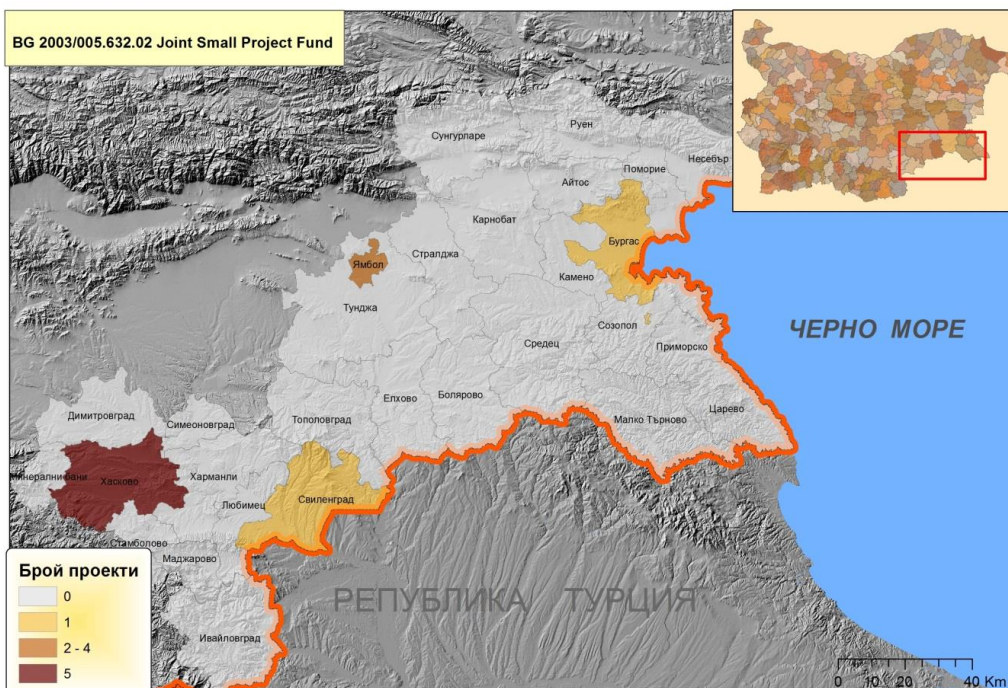 BG 2003/005.632.02 Joint Small Project Fund
Руен
Сунгурларе
Несебър
Поморие
Айтос
Карнобат
Бургас
Стралджа
Ямбол
Камено
Тунджа
Созопол
ЧЕРНО МОРЕ
Средец
Приморско
Елхово
Болярово
Царево
Димитровград
Тополовград
Малко Търново
Симеоновград
Минерални бани
Хасково
Харманли
Свиленград
Любимец
Стамболово
Маджарово
Брой проекти
0
1
2 - 4
5
РЕПУБЛИКА ТУРЦИЯ
Ивайловград
0 10 20 40 Km